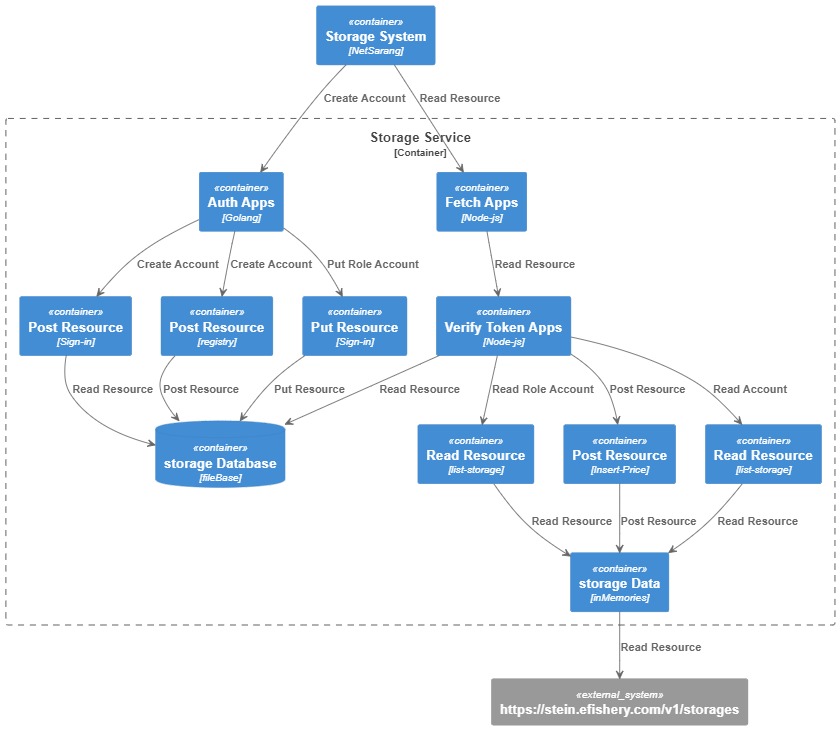 «container»
Storage System
[NetSarang]
Create Account
Read Resource
Storage Service
[Container]
«container»
Auth Apps
[Golang]
«container»
Fetch Apps
[Node-js]
Create Account
Create Account
Put Role Account
Read Resource
«container»
Post Resource
[Sign-in]
«container»
Post Resource
[registry]
«container»
Put Resource
[Sign-in]
«container»
Verify Token Apps
[Node-js]
Read Resource
Post Resource
Put Resource
Read Resource
Read Role Account
Post Resource
Read Account
«container»
storage Database
[fileBase]
«container»
Read Resource
[list-storage]
«container»
Post Resource
[Insert-Price]
«container»
Read Resource
[list-storage]
Read Resource
Post Resource
Read Resource
«container»
storage Data
[inMemories]
Read Resource
«external_system»
https://stein.efishery.com/v1/storages